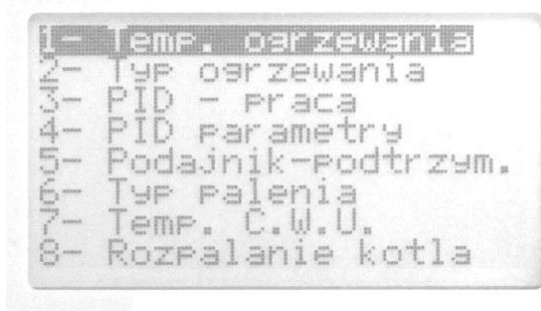 1- Temp. ogrzewania
2- Typ ogrzewania
3- PID - praca
4- PID parametry
5- Podajnik-podtrzym.
6- Typ palenia
7- Temp. C.W.U.
8- Rozpalanie kotla